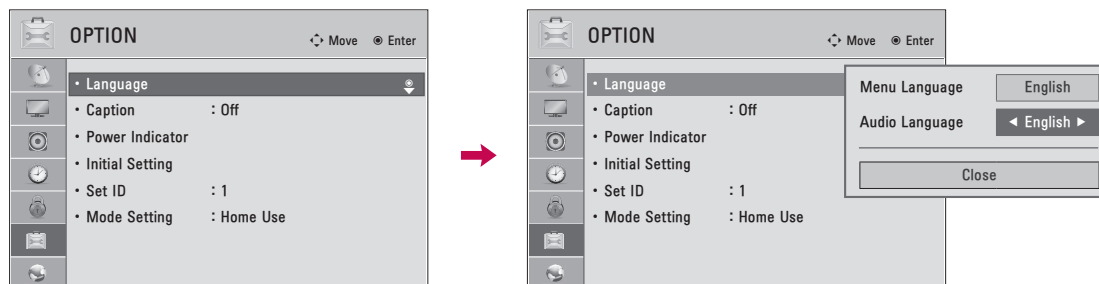 OPTION
Move Enter
• Language
• Caption : Off
• Power Indicator
• Initial Setting
• Set ID : 1
• Mode Setting : Home Use
OPTION
Move Enter
• Language
• Caption : Off
• Power Indicator
• Initial Setting
• Set ID : 1
• Mode Setting : Home Use
Menu Language English
Audio Language ◄ English ►
Close